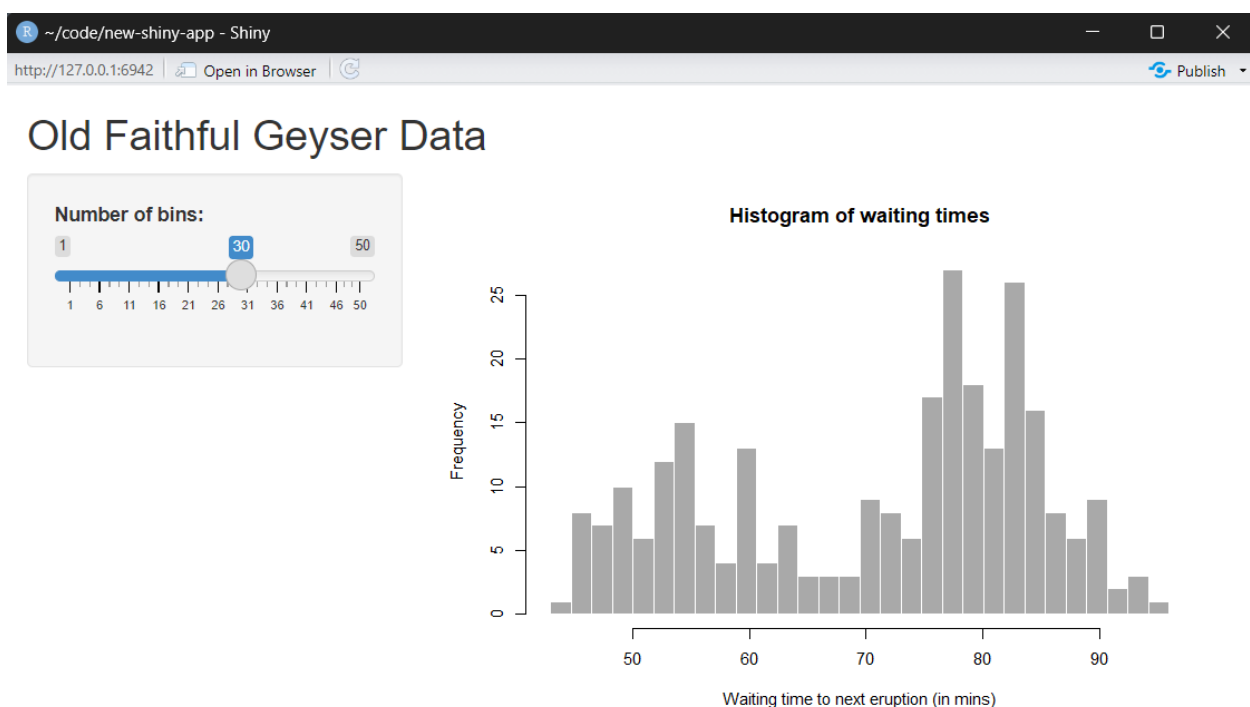 R ~/code/new-shiny-app - Shiny
http://127.0.0.1:6942 Open in Browser Publish
Old Faithful Geyser Data
Number of bins:
1 30 50
1 6 11 16 21 26 31 36 41 46 50
Histogram of waiting times
Frequency
25
20
15
10
5
0
50 60 70 80 90
Waiting time to next eruption (in mins)